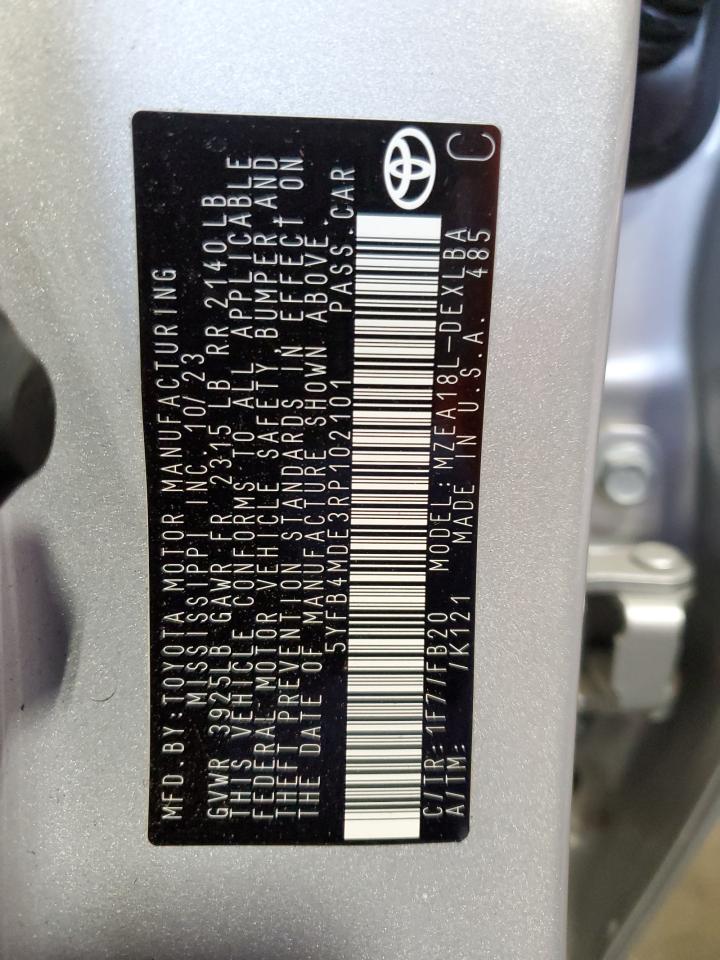 MFD.BY:TOYOTA MOTOR MANUFACTURING
MISSISSIPPI INC. 10/23
GVWR 3925LB GAWR FR 2315 LB RR 2140LB
THIS VEHICLE CONFORMS TO ALL APPLICABLE
FEDERAL MOTOR VEHICLE SAFETY, BUMPER, AND
THEFT PREVENTION STANDARDS IN EFFECT ON
THE DATE OF MANUFACTURE SHOWN ABOVE.
5YFB4MDE3RP102101 PASS.CAR
C/TR: 1F7/FB20 MODEL:MZEA18L-DEXLBA
A/TM: /K121 MADE IN U.S.A. 485
C